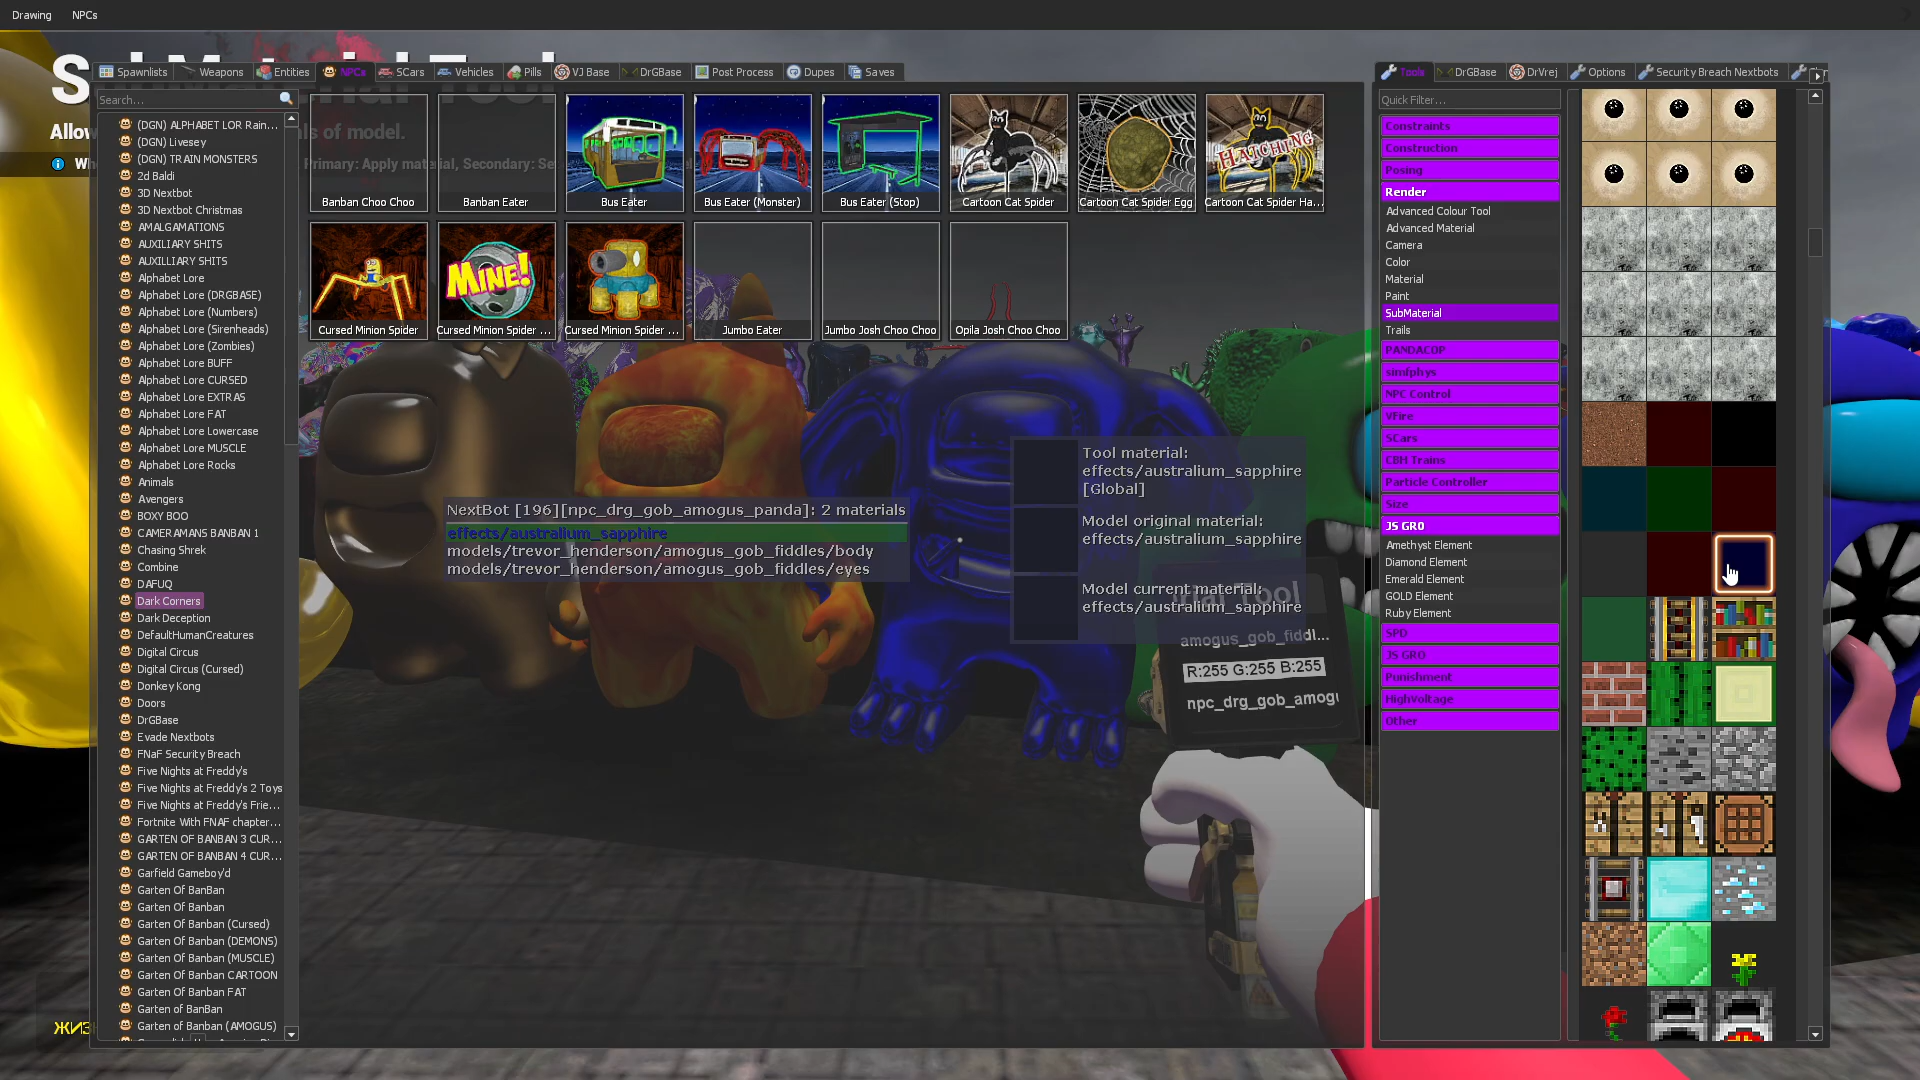 Drawing
NPCs
Spawnlists
Weapons
Entities
NPCs
SCars
Vehicles
Pills
VJ Base
DrGBase
Post Process
Dupes
Saves
Tools
DrGBase
DrVrej
Options
Security Breach Nextbots
Search...
(DGN) ALPHABET LOR Rain...
(DGN) Livesey
(DGN) TRAIN MONSTERS
2d Baldi
3D Nextbot
3D Nextbot Christmas
AMALGAMATIONS
AUXILIARY SHITS
AUXILLIARY SHITS
Alphabet Lore
Alphabet Lore (DRGBASE)
Alphabet Lore (Numbers)
Alphabet Lore (Sirenheads)
Alphabet Lore (Zombies)
Alphabet Lore BUFF
Alphabet Lore CURSED
Alphabet Lore EXTRAS
Alphabet Lore FAT
Alphabet Lore Lowercase
Alphabet Lore MUSCLE
Alphabet Lore Rocks
Animals
Avengers
BOXY BOO
CAMERAMANS BANBAN 1
Chasing Shrek
Combine
DAFUQ
Dark Corners
Dark Deception
DefaultHumanCreatures
Digital Circus
Digital Circus (Cursed)
Donkey Kong
Doors
DrGBase
Evade Nextbots
FNaF Security Breach
Five Nights at Freddy's
Five Nights at Freddy's 2 Toys
Five Nights at Freddy's Frie...
Fortnite With FNAF chapter...
GARTEN OF BANBAN 3 CUR...
GARTEN OF BANBAN 4 CUR...
Garfield Gameboy'd
Garten Of BanBan
Garten Of Banban
Garten Of Banban (Cursed)
Garten Of Banban (DEMONS)
Garten Of Banban (MUSCLE)
Garten Of Banban CARTOON
Garten Of Banban FAT
Garten of BanBan
Garten of Banban (AMOGUS)
Allow
ls of model.
Primary: Apply material, Secondary: Se
Banban Choo Choo
Banban Eater
Bus Eater
Bus Eater (Monster)
Bus Eater (Stop)
Cartoon Cat Spider
Cartoon Cat Spider Egg
HATCHING
Cartoon Cat Spider Ha...
Cursed Minion Spider
MINE!
Cursed Minion Spider ...
Cursed Minion Spider ...
Jumbo Eater
Jumbo Josh Choo Choo
Opila Josh Choo Choo
NextBot [196][npc_drg_gob_amogus_panda]: 2 materials
effects/australium_sapphire
models/trevor_henderson/amogus_gob_fiddles/body
models/trevor_henderson/amogus_gob_fiddles/eyes
Tool material:
effects/australium_sapphire
[Global]
Model original material:
effects/australium_sapphire
Model current material:
effects/australium_sapphire
Tool
amogus_gob_fiddl...
R:255 G:255 B:255
npc_drg_gob_amogu
Quick Filter...
Constraints
Construction
Posing
Render
Advanced Colour Tool
Advanced Material
Camera
Color
Material
Paint
SubMaterial
Trails
PANDACOP
simfphys
NPC Control
VFire
SCars
CBM Trains
Particle Controller
Size
JS GRO
Amethyst Element
Diamond Element
Emerald Element
GOLD Element
Ruby Element
SPD
JS GRO
Punishment
HighVoltage
Other